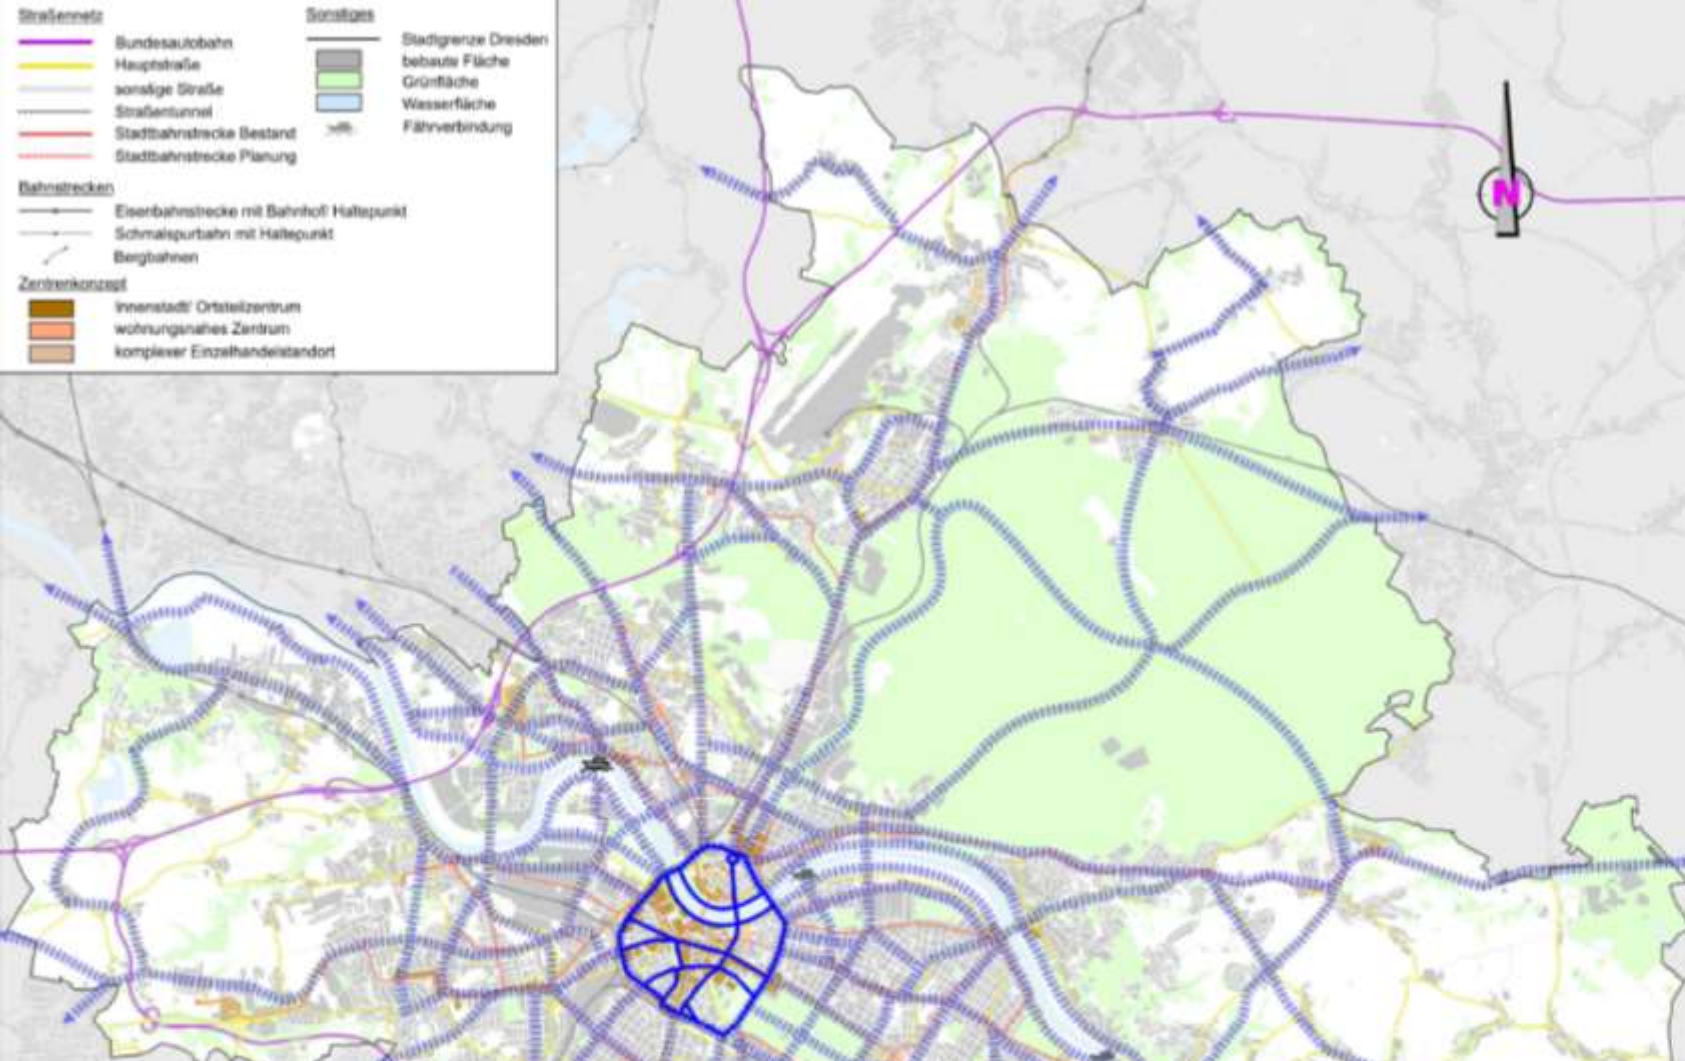 Straßennetz
Bundesautobahn
Hauptstraße
sonstige Straße
Straßentunnel
Stadtbahnstrecke Bestand
Stadtbahnstrecke Planung
Bahnstrecken
Eisenbahnstrecke mit Bahnhof/ Haltepunkt
Schmalspurbahn mit Haltepunkt
Bergbahnen
Zentrenkonzept
Innenstadt/ Ortsteilzentrum
wohnungsnahes Zentrum
komplexer Einzelhandelstandort
Sonstiges
Stadtgrenze Dresden
bebaute Fläche
Grünfläche
Wasserfläche
Fährverbindung
N